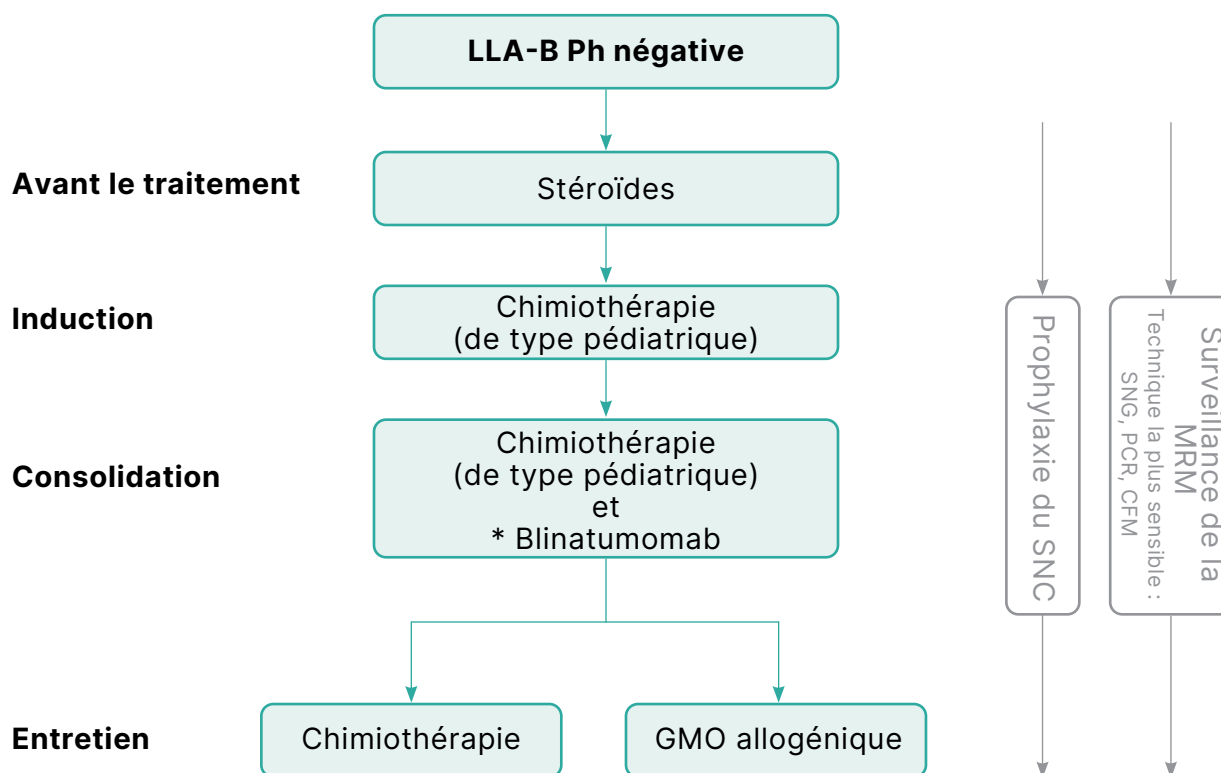 LLA-B Ph négative
Avant le traitement
Stéroïdes
Induction
Chimiothérapie
(de type pédiatrique)
Consolidation
Chimiothérapie
(de type pédiatrique)
et
* Blinatumomab
Entretien
Chimiothérapie
GMO allogénique
Prophylaxie du SNC
Surveillance de la
MRM
Technique la plus sensible :
SNG, PCR, CFM